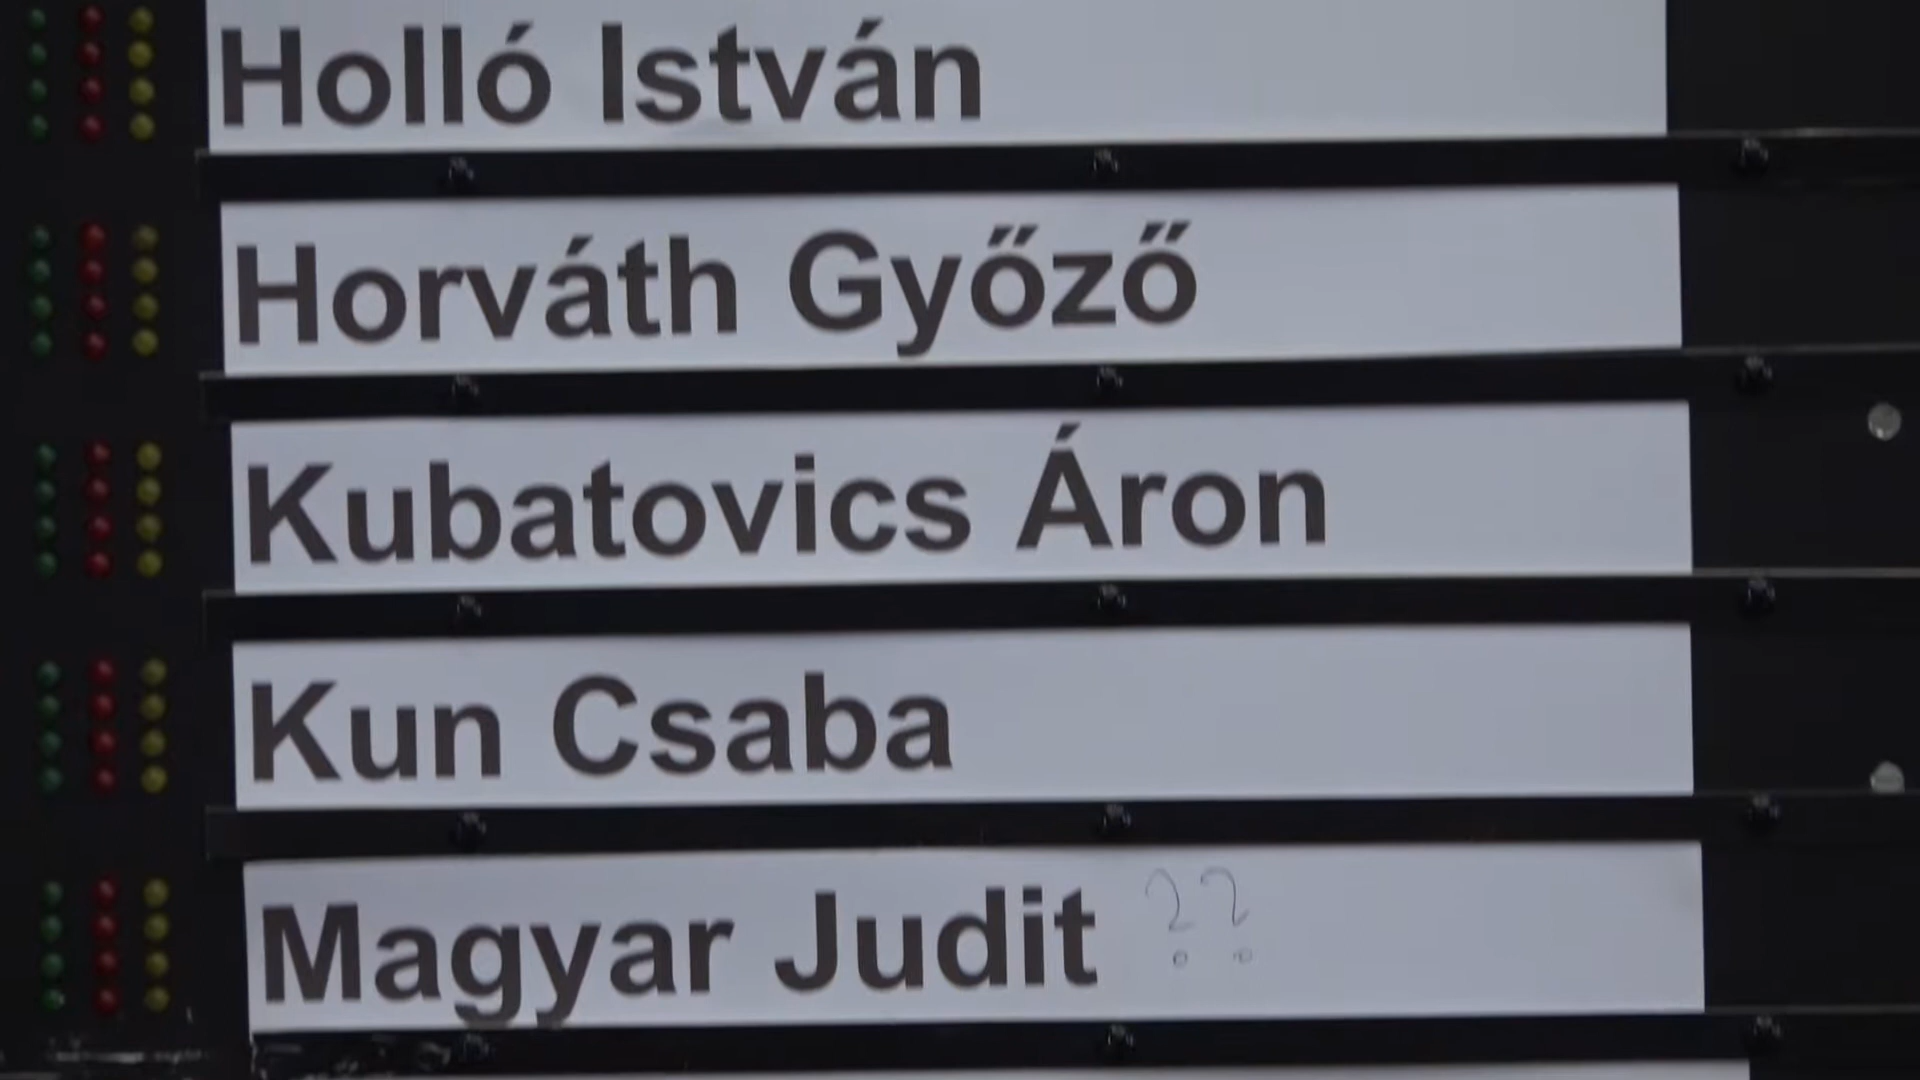 Holló István
Horváth Győző
Kubatovics Áron
Kun Csaba
Magyar Judit ??